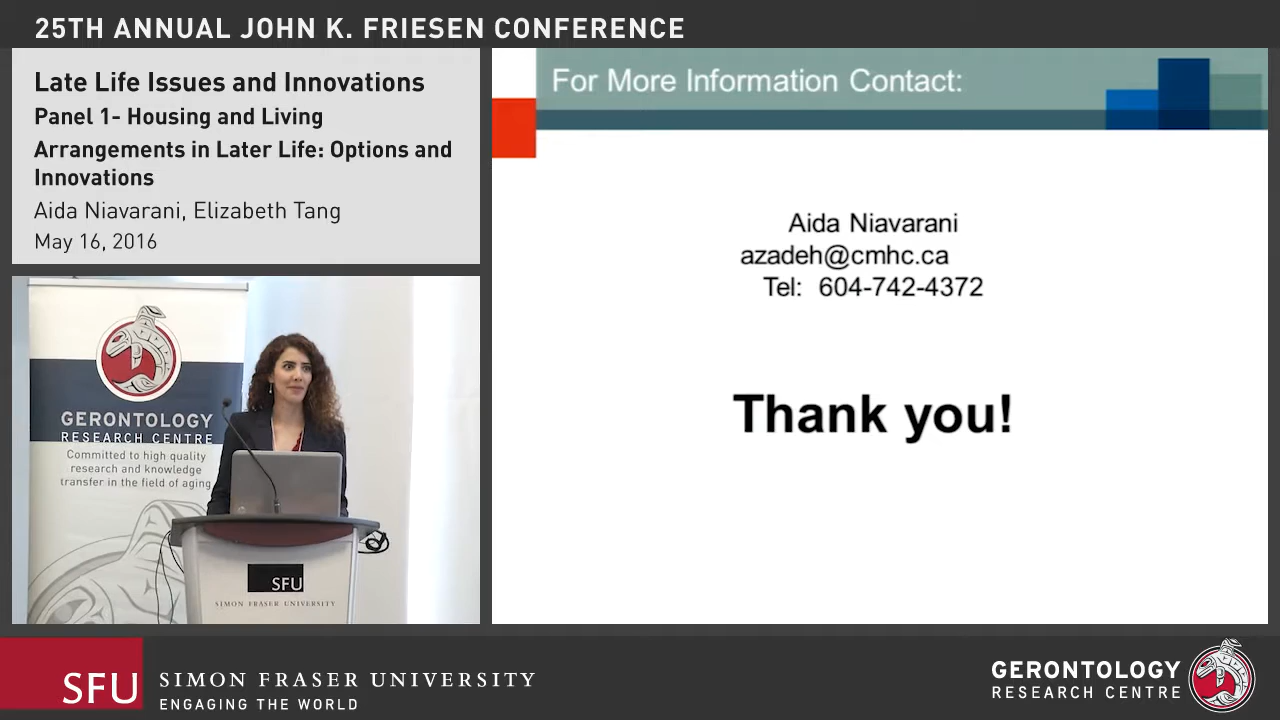 25TH ANNUAL JOHN K. FRIESEN CONFERENCE
Late Life Issues and Innovations
Panel 1- Housing and Living
Arrangements in Later Life: Options and
Innovations
Aida Niavarani, Elizabeth Tang
May 16, 2016
For More Information Contact:
Aida Niavarani
azadeh@cmhc.ca
Tel: 604-742-4372
Thank you!
GERONTOLOGY
RESEARCH CENTRE
Committed to high quality
research and knowledge
transfer in the field of aging
SFU
SIMON FRASER UNIVERSITY
SFU
SIMON FRASER UNIVERSITY
ENGAGING THE WORLD
GERONTOLOGY
RESEARCH CENTRE